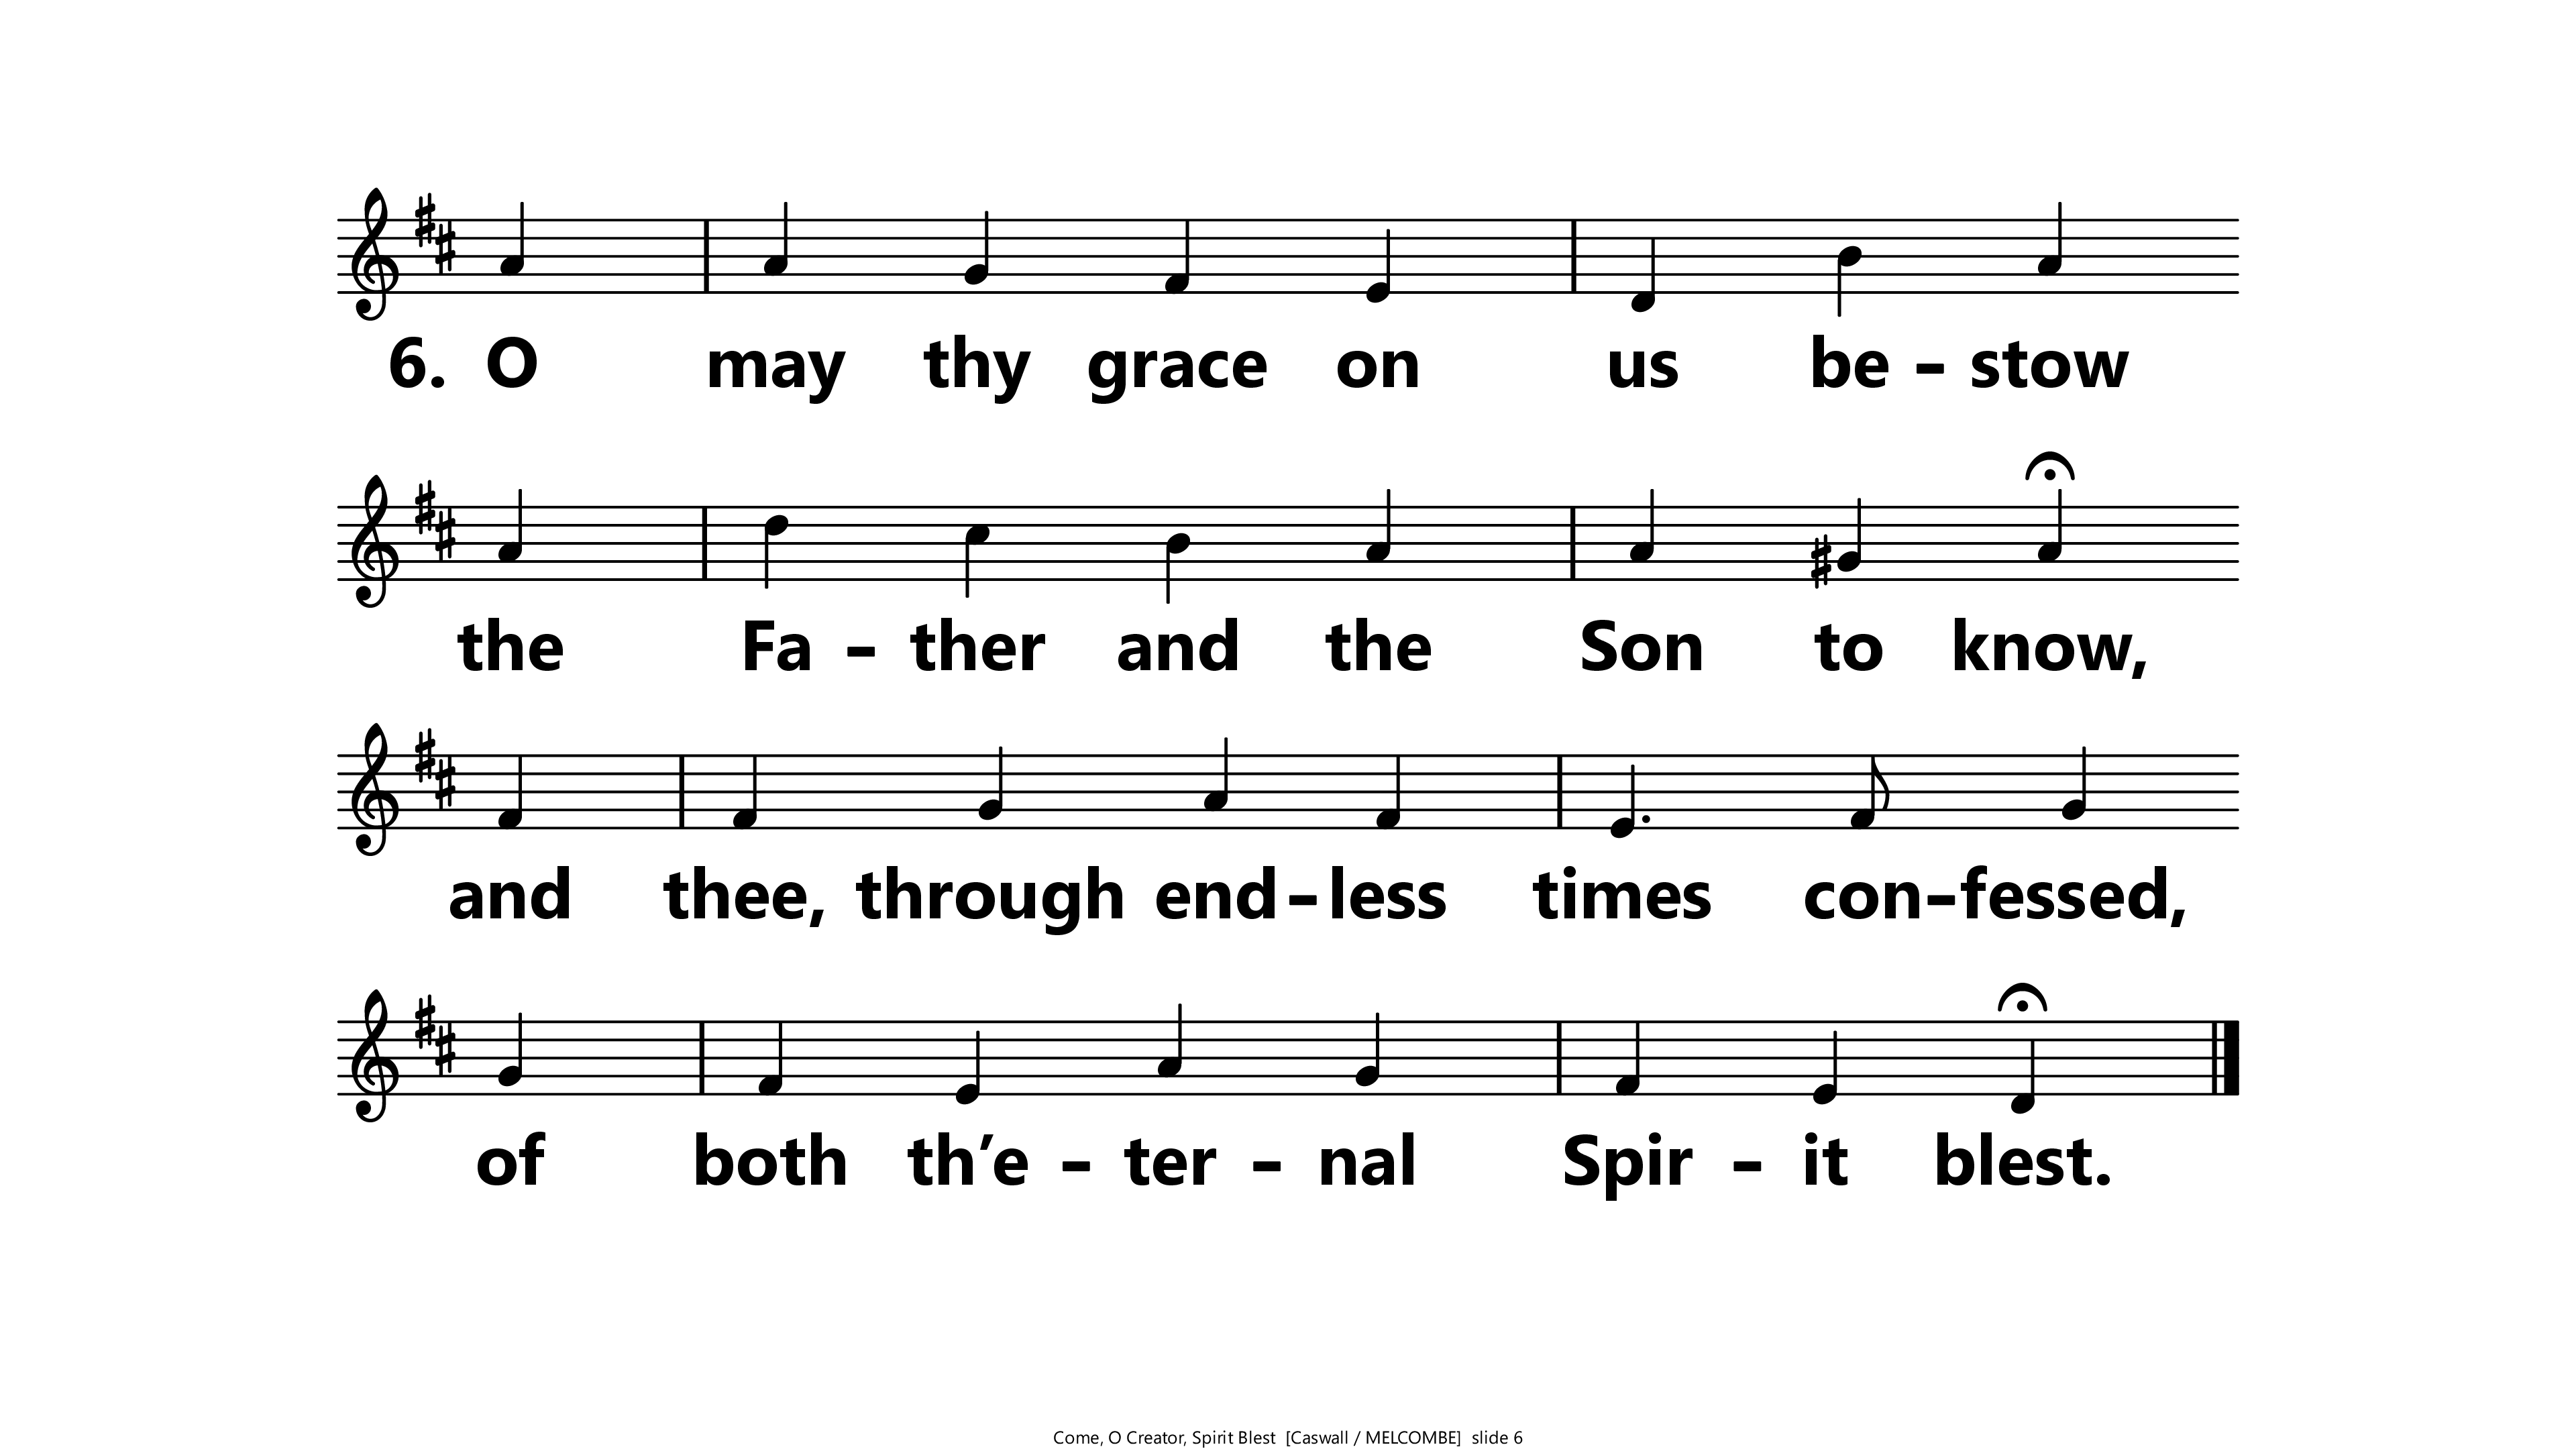 6. O may thy grace on us be - stow
the Fa - ther and the Son to know,
and thee, through end - less times con - fessed,
of both th’e - ter - nal Spir - it blest.
Come, O Creator, Spirit Blest [Caswall / MELCOMBE] slide 6